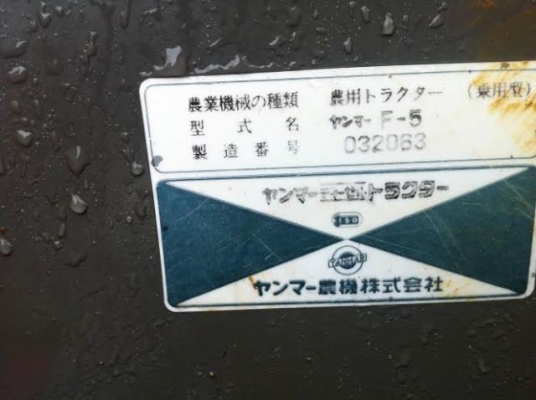 農業機械の種類 農用トラクター (乗用型)
型式名 ヤンマー F-5
製造番号 032063
ヤンマーディーゼルトラクター
YANMAR
ヤンマー農機株式会社